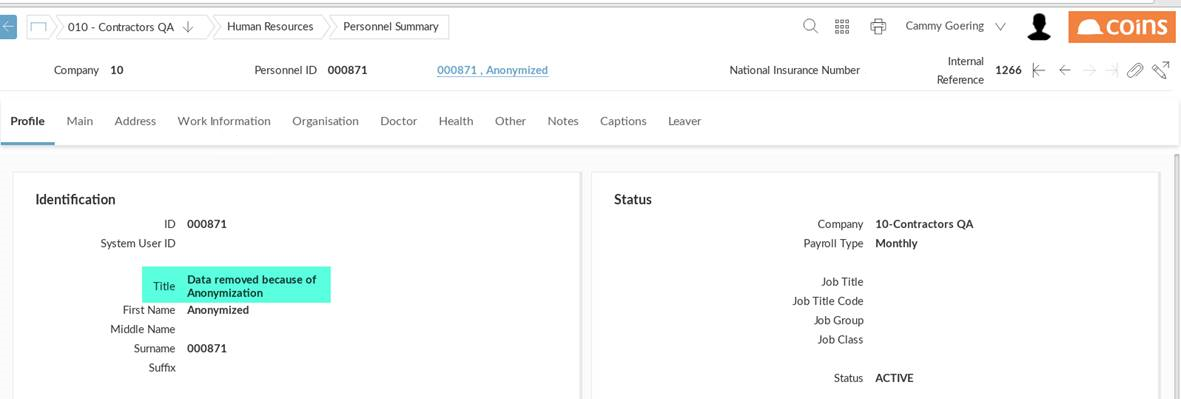 010 - Contractors QA
Human Resources
Personnel Summary
Cammy Goering
coins
Company 10
Personnel ID 000871
000871 , Anonymized
National Insurance Number
Internal
Reference 1266
Profile
Main
Address
Work Information
Organisation
Doctor
Health
Other
Notes
Captions
Leaver
Identification
ID 000871
System User ID
Title Data removed because of
Anonymization
First Name Anonymized
Middle Name
Surname 000871
Suffix
Status
Company 10-Contractors QA
Payroll Type Monthly
Job Title
Job Title Code
Job Group
Job Class
Status ACTIVE